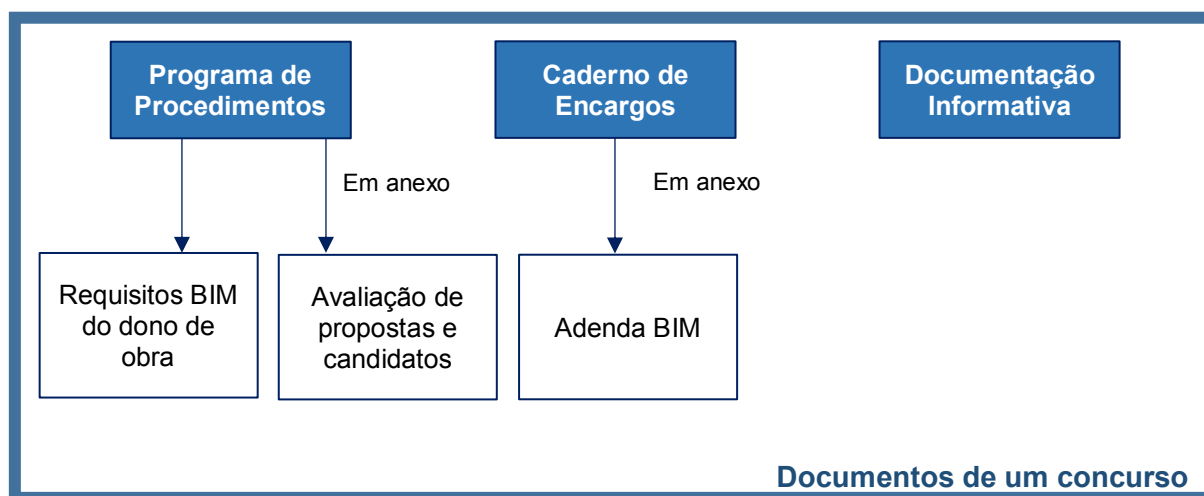 Programa de
Procedimentos
Caderno de
Encargos
Documentação
Informativa
Em anexo
Em anexo
Requisitos BIM
do dono de
obra
Avaliação de
propostas e
candidatos
Adenda BIM
Documentos de um concurso